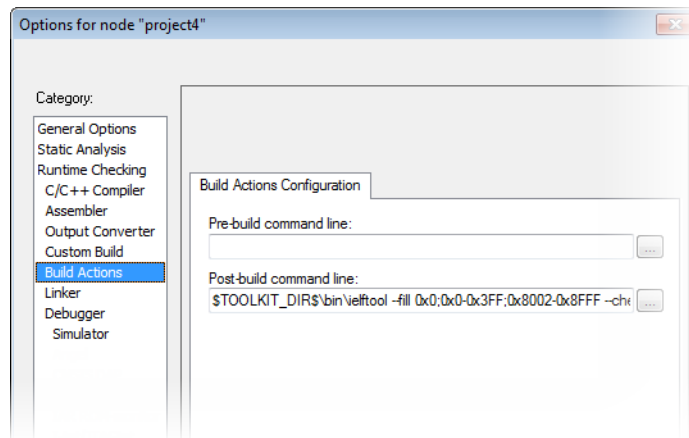 Options for node "project4"
Category:
General Options
Static Analysis
Runtime Checking
C/C++ Compiler
Assembler
Output Converter
Custom Build
Build Actions
Linker
Debugger
Simulator
Build Actions Configuration
Pre-build command line:
...
Post-build command line:
$TOOLKIT_DIR$\bin\ielftool --fill 0x0;0x0-0x3FF;0x8002-0x8FFF --che
...